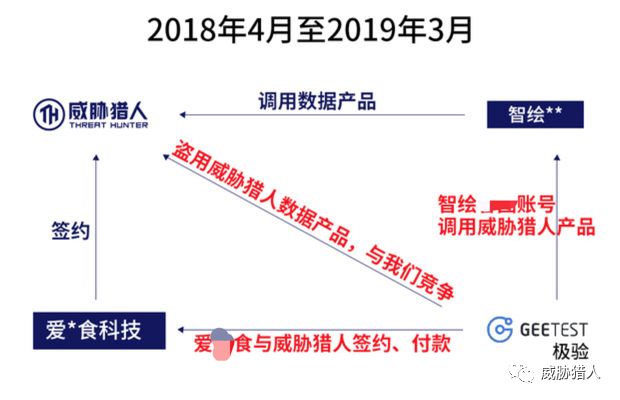 2018年4月至2019年3月
威胁猎人
THREAT HUNTER
调用数据产品
智绘**
盗用威胁猎人数据产品，与我们竞争
签约
智绘 账号
调用威胁猎人产品
爱*食科技
爱 食与威胁猎人签约、付款
GEETEST
极验
威胁猎人